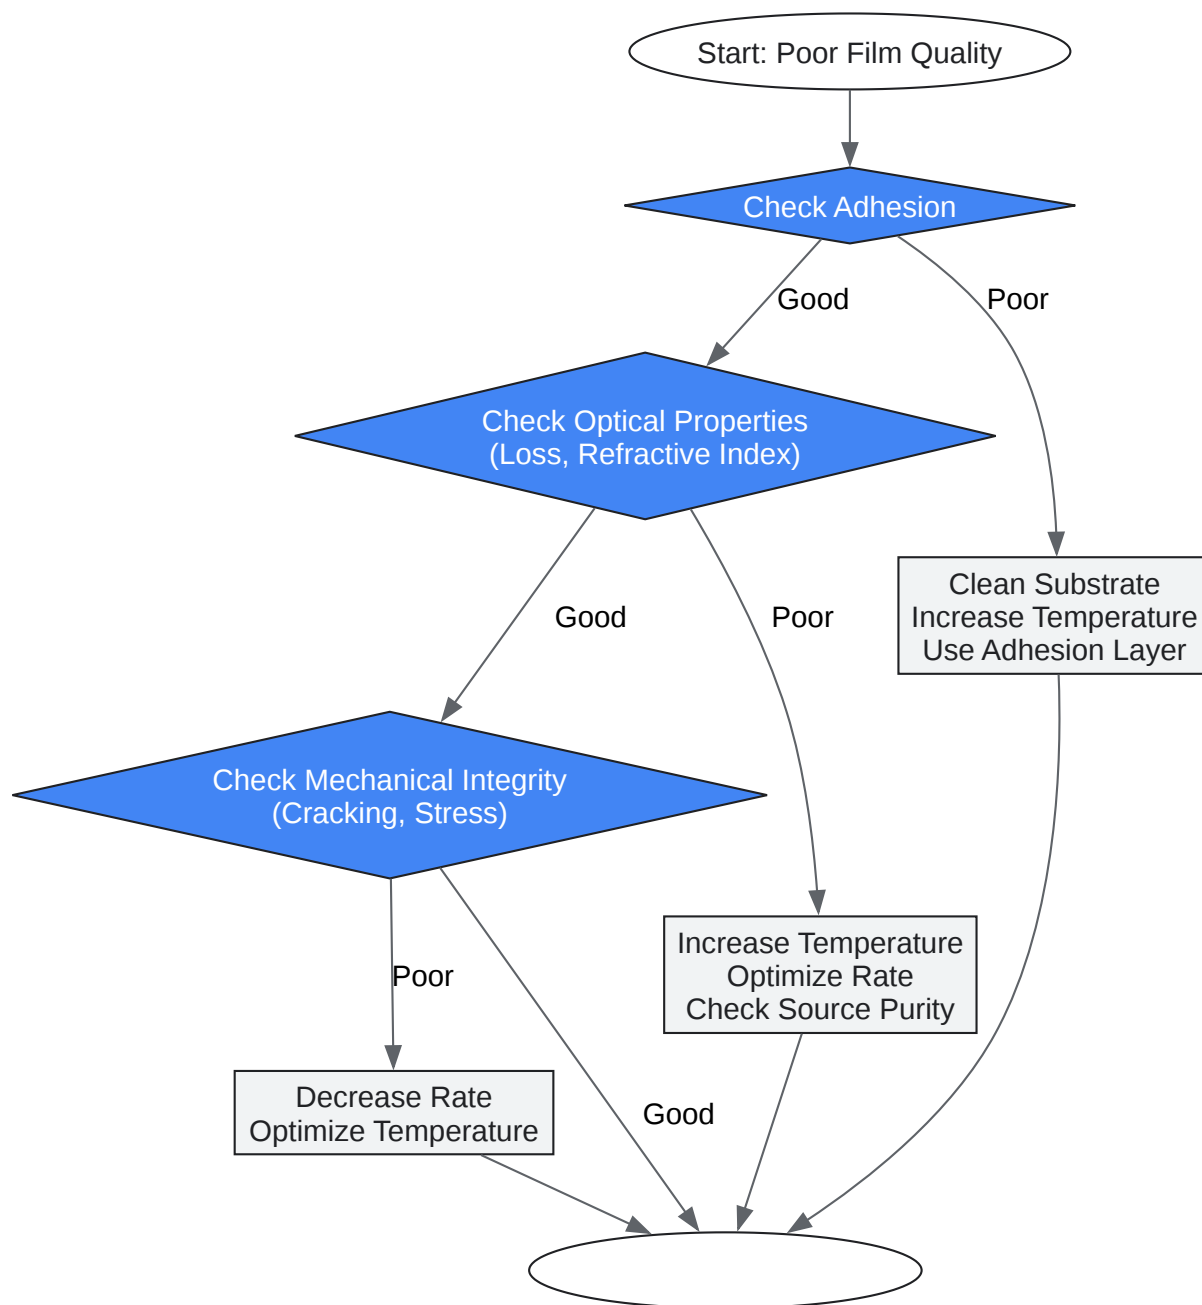 Start: Poor Film Quality
Check Adhesion
Good
Poor
Check Optical Properties
(Loss, Refractive Index)
Clean Substrate
Increase Temperature
Use Adhesion Layer
Good
Poor
Check Mechanical Integrity
(Cracking, Stress)
Increase Temperature
Optimize Rate
Check Source Purity
Poor
Decrease Rate
Optimize Temperature
Good